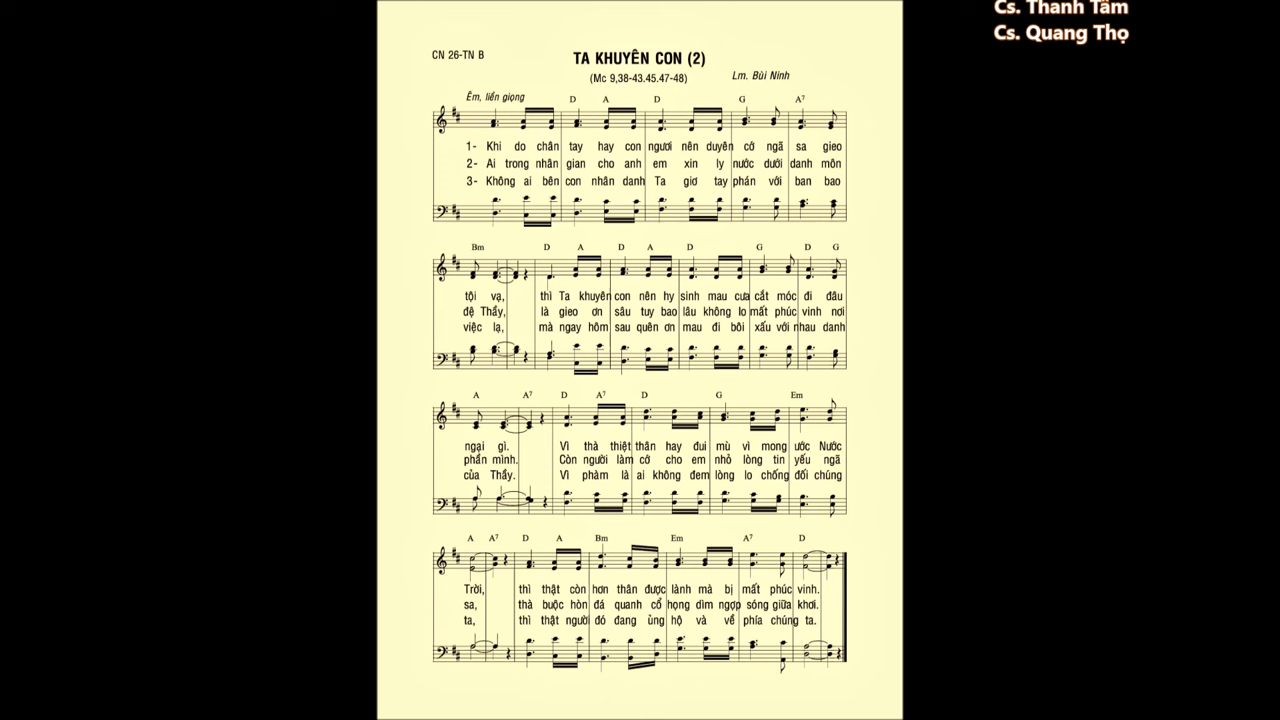 Cs. Thanh Tâm
Cs. Quang Thọ
CN 26-TN B
TA KHUYÊN CON (2)
(Mc 9,38-43.45.47-48)
Lm. Bùi Ninh
Êm, liền giọng
D A D G A7
1- Khi do chân tay hay con ngươi nên duyên cớ ngã sa gieo
2- Ai trong nhân gian cho anh em xin ly nước dưới danh môn
3- Không ai bên con nhân danh Ta giơ tay phán với ban bao
Bm D A D A D G D G
tội vạ, thì Ta khuyên con nên hy sinh mau cưa cắt móc đi đâu
đệ Thầy, là gieo ơn sâu tuy bao lâu không lo mất phúc vinh nơi
việc lạ, mà ngay hôm sau quên ơn mau đi bôi xấu với nhau danh
A A7 D A7 D G Em
ngại gì. Vì thà thiệt thân hay đui mù vì mong ước Nước
phần mình. Còn người làm cớ cho em nhỏ lòng tin yếu ngã
của Thầy. Vì phàm là ai không đem lòng lo chống đối chúng
A A7 D A Bm Em A7 D
Trời, thì thật còn hơn thân được lành mà bị mất phúc vinh.
sa, thà buộc hòn đá quanh cổ họng dìm ngợp sóng giữa khơi.
ta, thì thật người đó đang ủng hộ và về phía chúng ta.